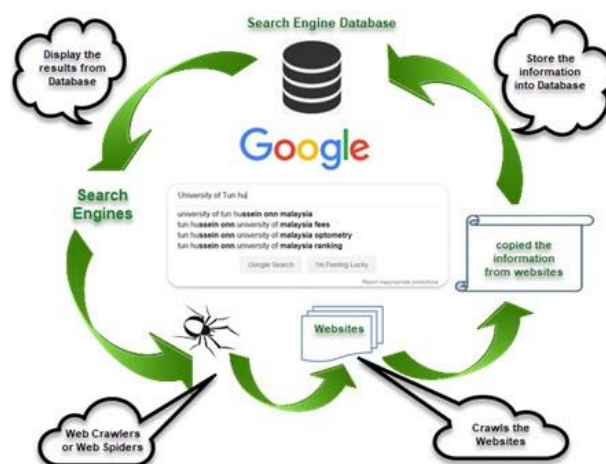 Search Engine Database
Display the
results from
Database
Store the
information
into Database
Google
University of Tun hu
university of tun hussein onn malaysia
tun hussein onn university of malaysia fees
tun hussein onn university of malaysia optometry
tun hussein onn university of malaysia ranking
Google Search
I'm Feeling Lucky
Report inappropriate predictions
Search
Engines
copied the
information
from websites
Websites
Web Crawlers
or Web Spiders
Crawls the
Websites